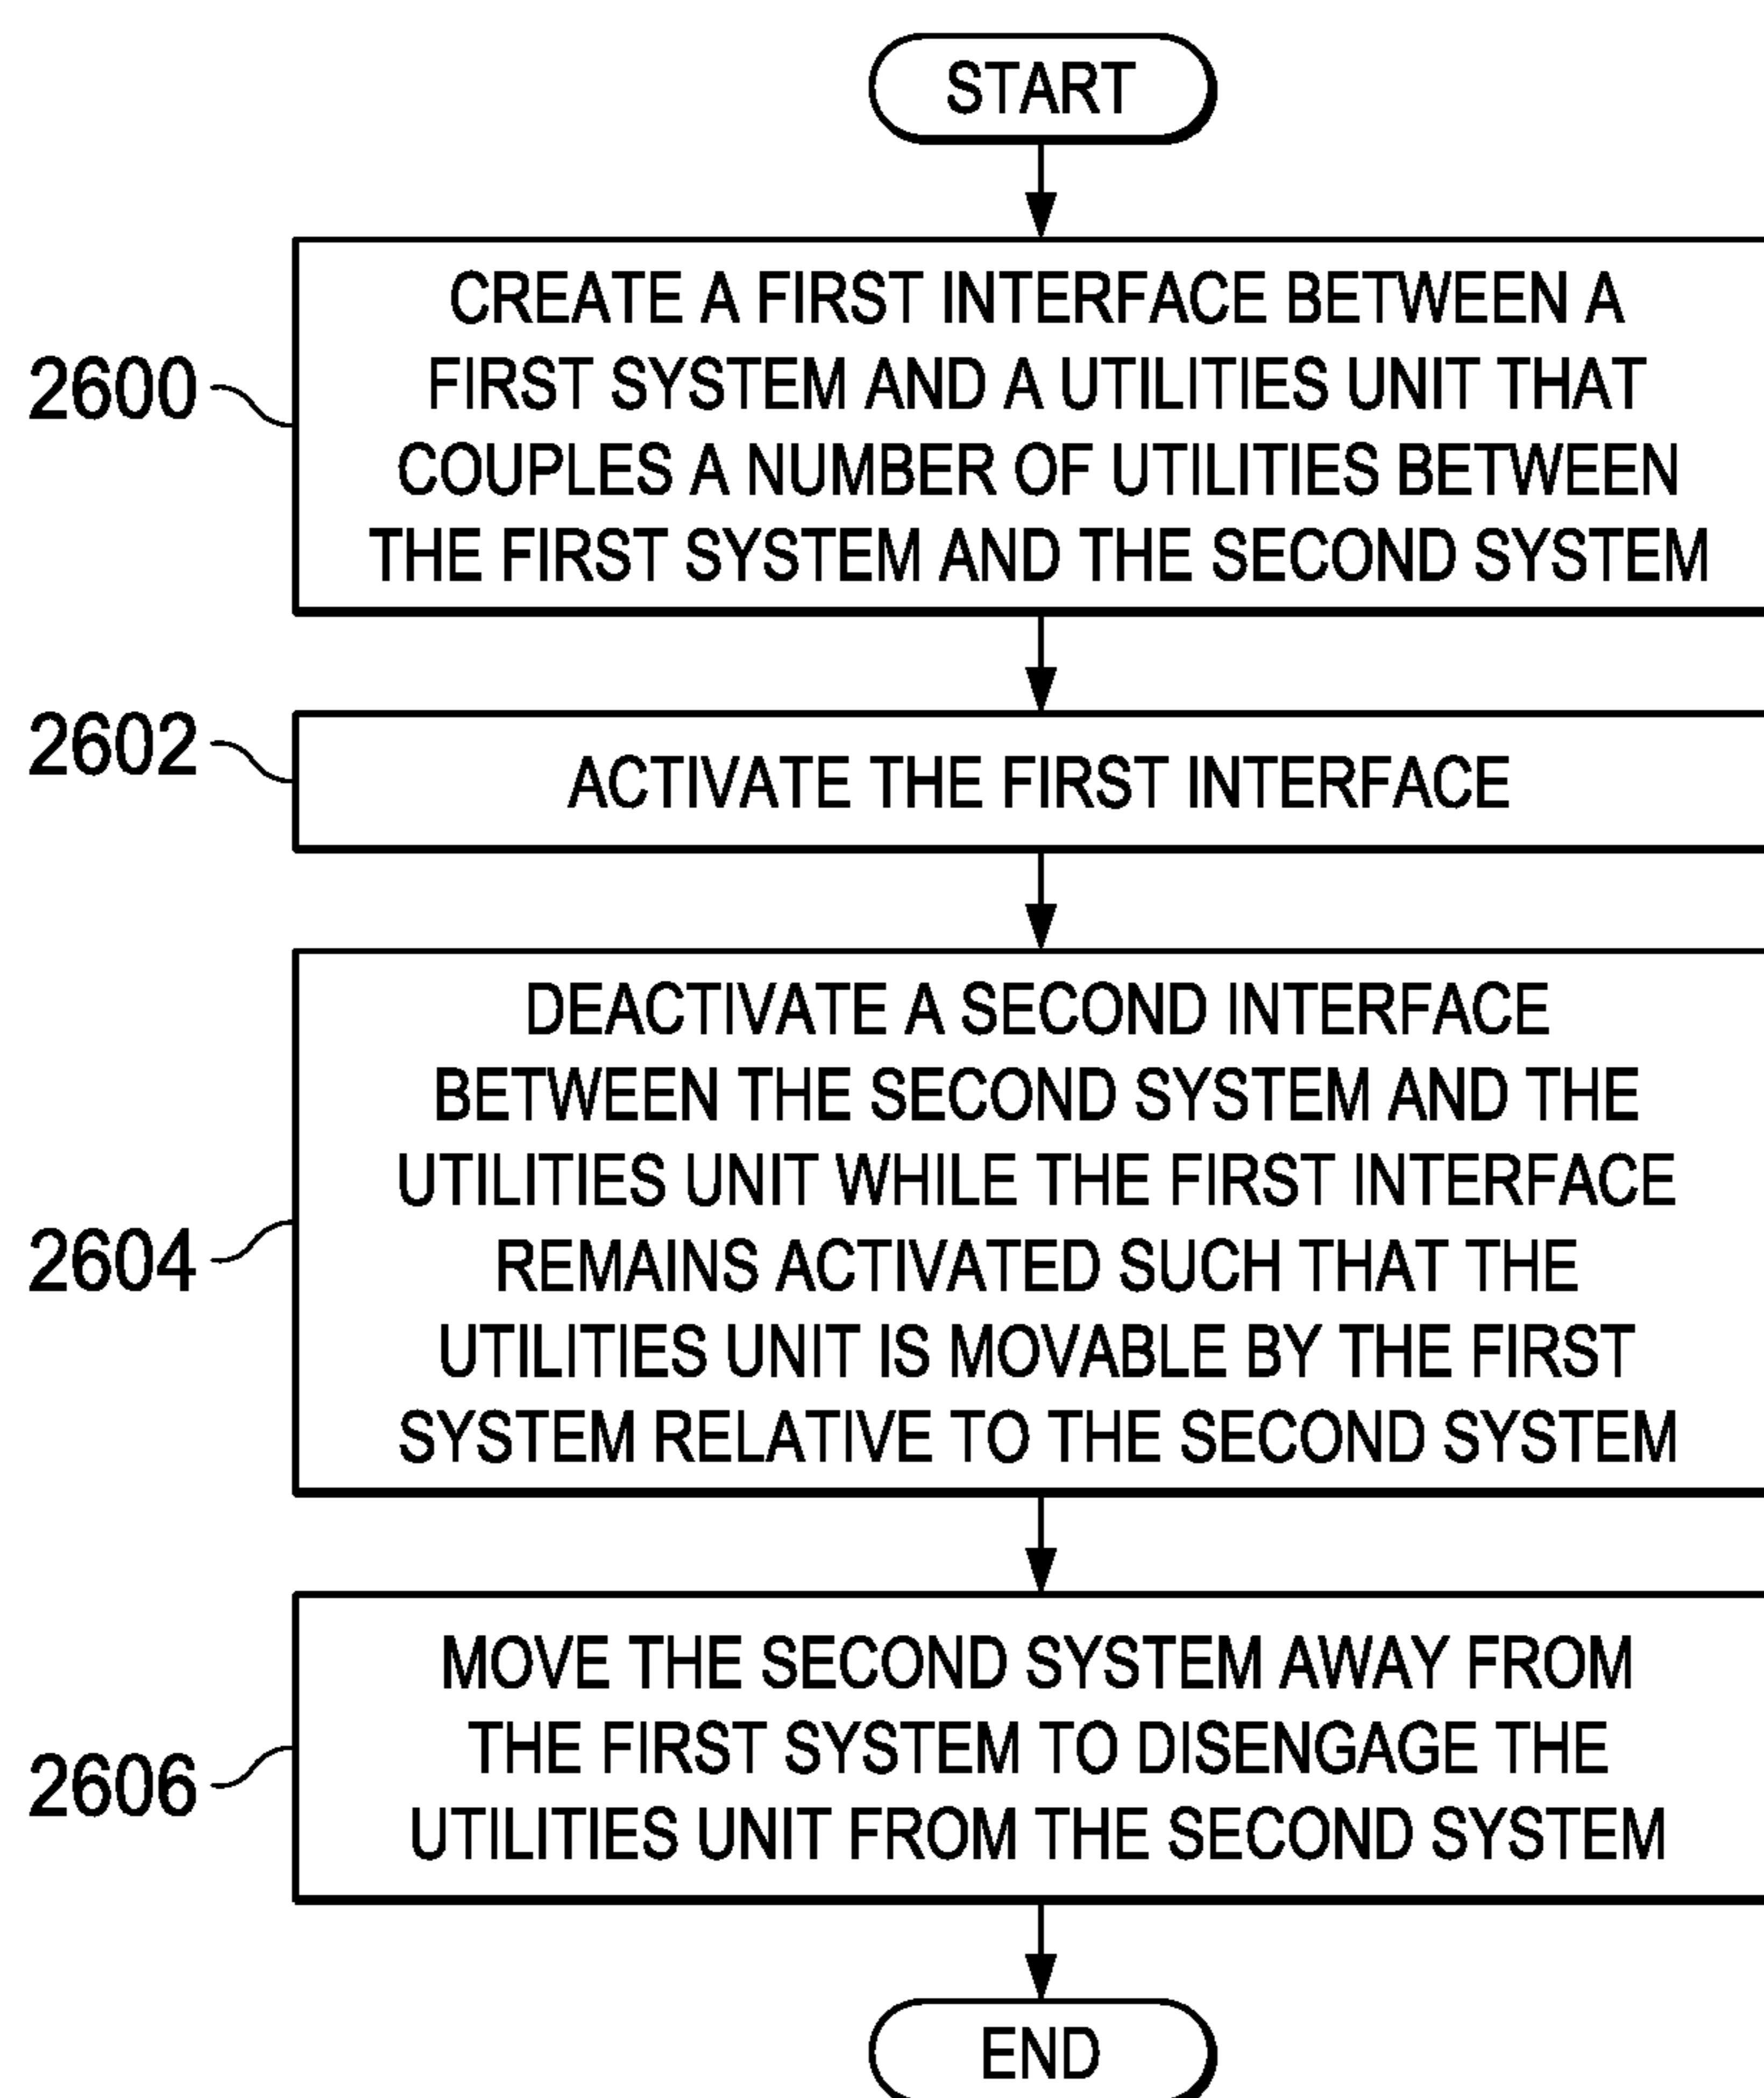 START
2600
CREATE A FIRST INTERFACE BETWEEN A
FIRST SYSTEM AND A UTILITIES UNIT THAT
COUPLES A NUMBER OF UTILITIES BETWEEN
THE FIRST SYSTEM AND THE SECOND SYSTEM
2602
ACTIVATE THE FIRST INTERFACE
2604
DEACTIVATE A SECOND INTERFACE
BETWEEN THE SECOND SYSTEM AND THE
UTILITIES UNIT WHILE THE FIRST INTERFACE
REMAINS ACTIVATED SUCH THAT THE
UTILITIES UNIT IS MOVABLE BY THE FIRST
SYSTEM RELATIVE TO THE SECOND SYSTEM
2606
MOVE THE SECOND SYSTEM AWAY FROM
THE FIRST SYSTEM TO DISENGAGE THE
UTILITIES UNIT FROM THE SECOND SYSTEM
END